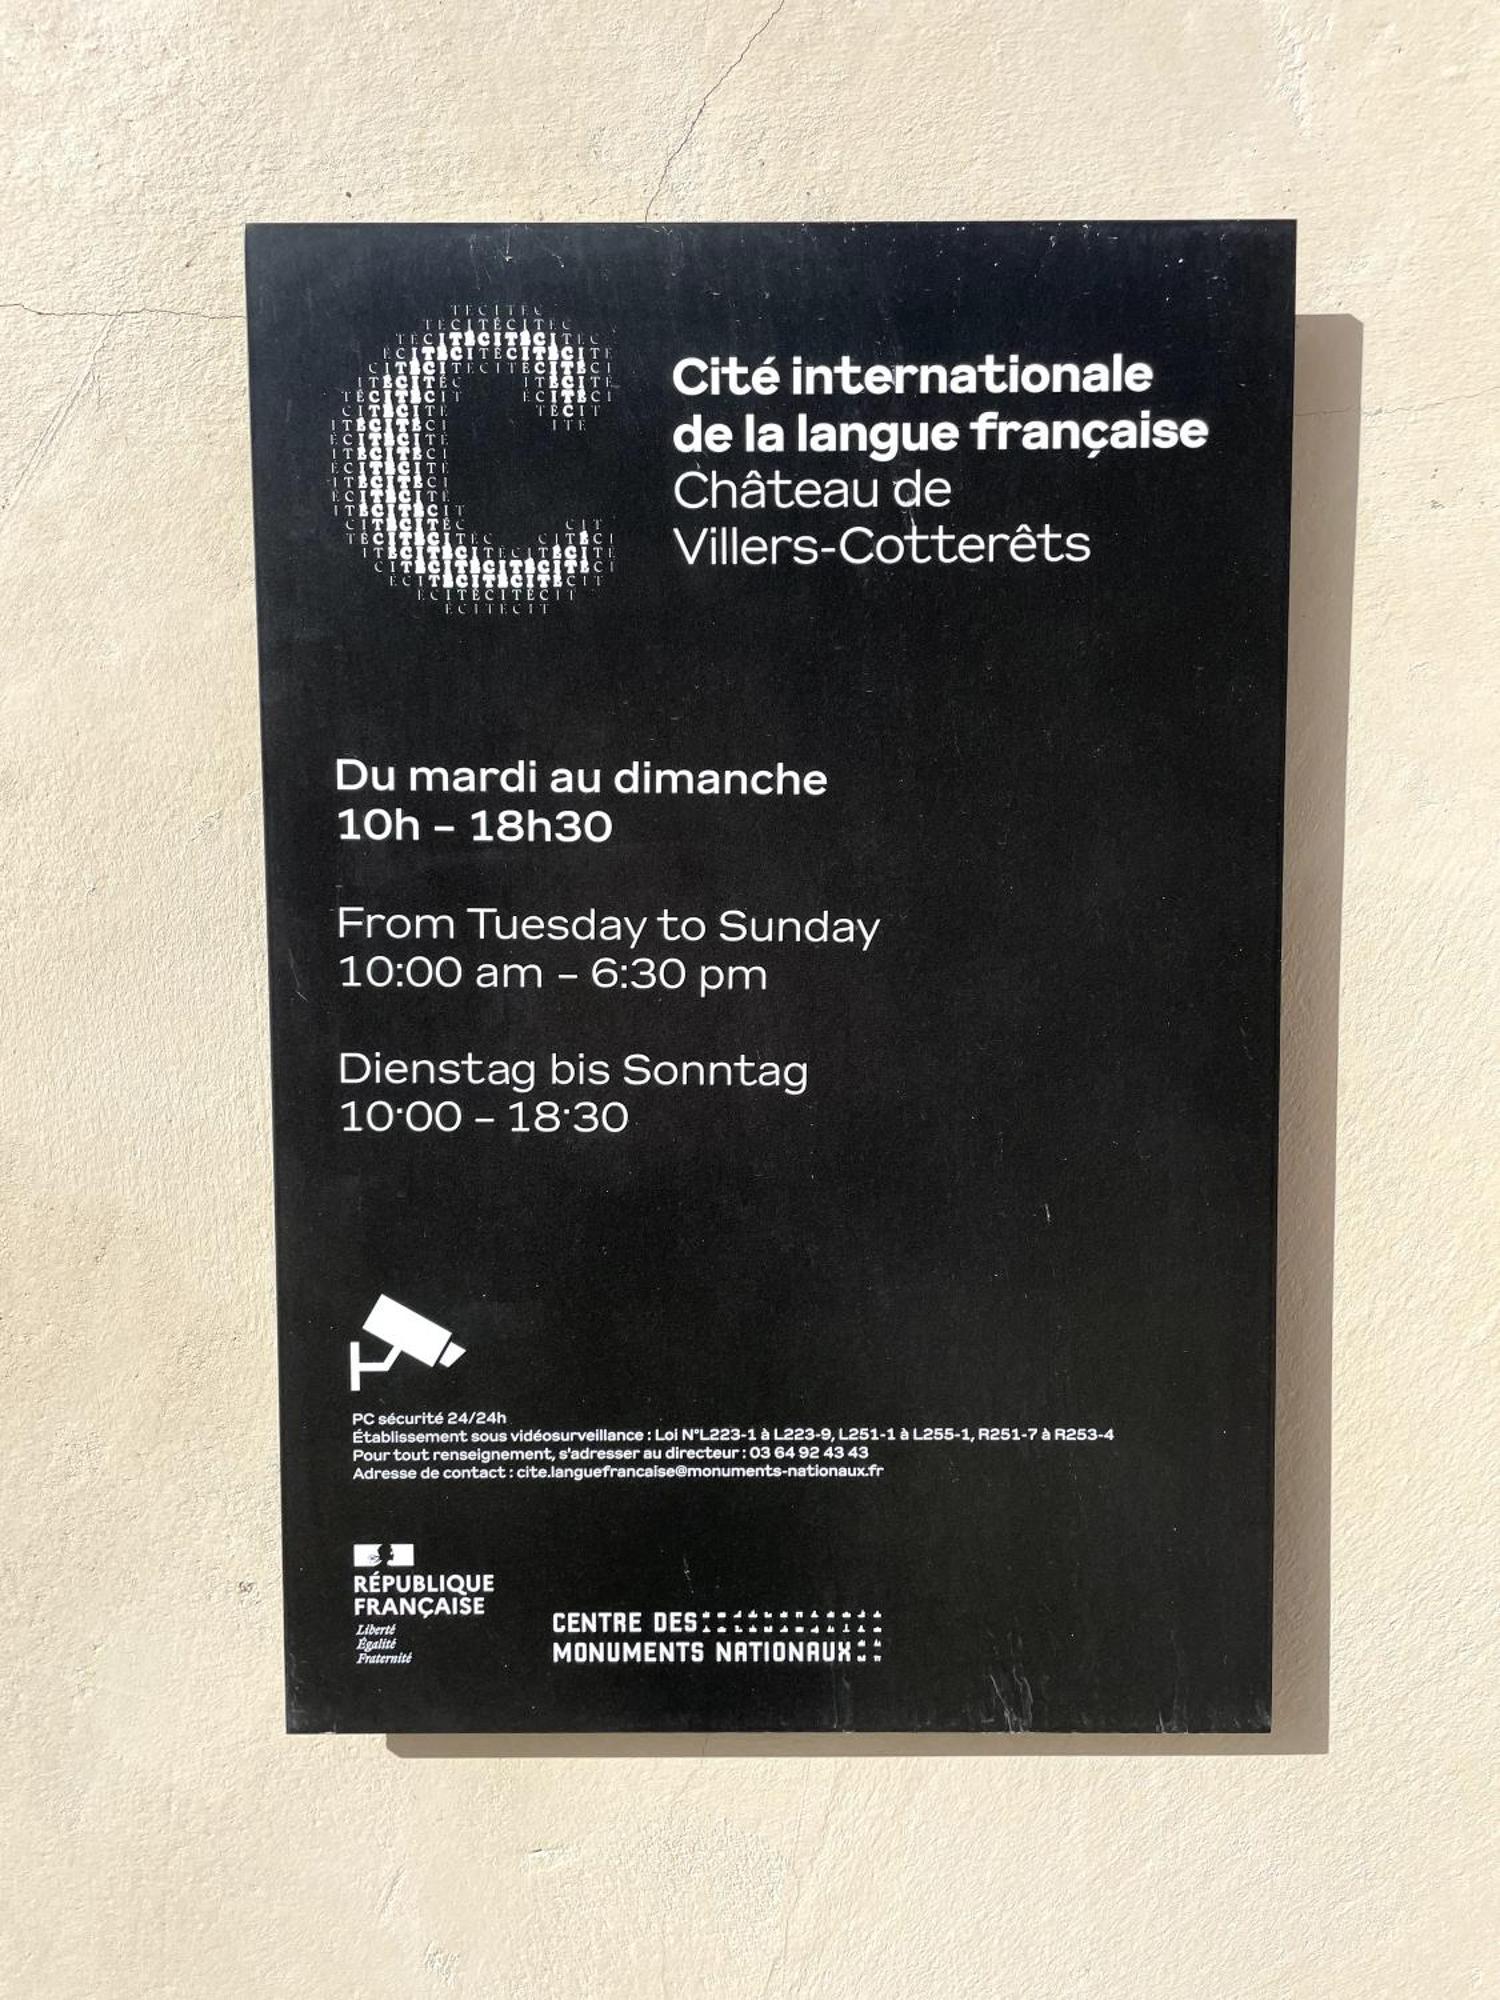 Cité internationale
de la langue française
Château de
Villers-Cotterêts
Du mardi au dimanche
10h – 18h30
From Tuesday to Sunday
10:00 am – 6:30 pm
Dienstag bis Sonntag
10·00 – 18·30
PC sécurité 24/24h
Établissement sous vidéosurveillance : Loi N°L223-1 à L223-9, L251-1 à L255-1, R251-7 à R253-4
Pour tout renseignement, s'adresser au directeur : 03 64 92 43 43
Adresse de contact : cite.languefrancaise@monuments-nationaux.fr
RÉPUBLIQUE
FRANÇAISE
Liberté
Égalité
Fraternité
CENTRE DES
MONUMENTS NATIONAUX